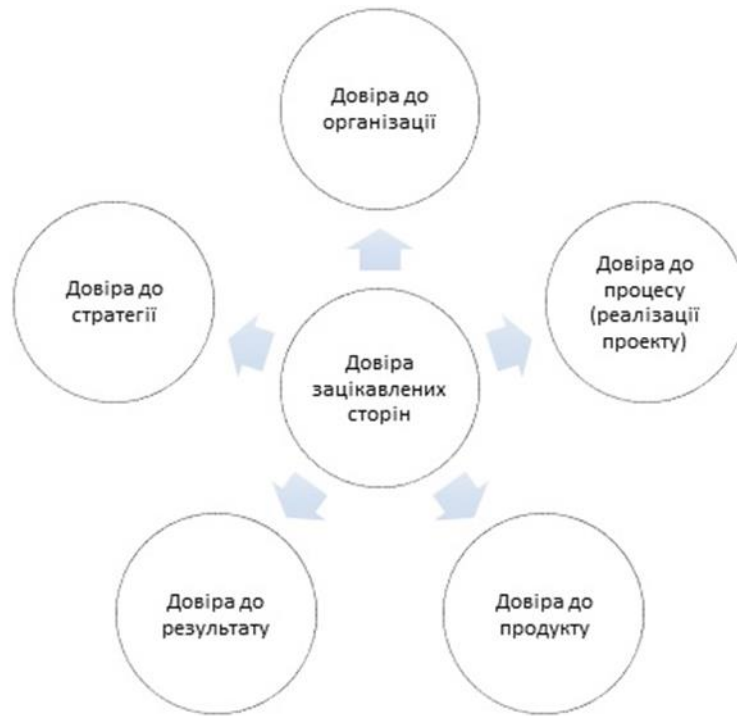 Довіра до
організації
Довіра до
стратегії
Довіра до
процесу
(реалізації
проекту)
Довіра
зацікавлених
сторін
Довіра до
результату
Довіра до
продукту